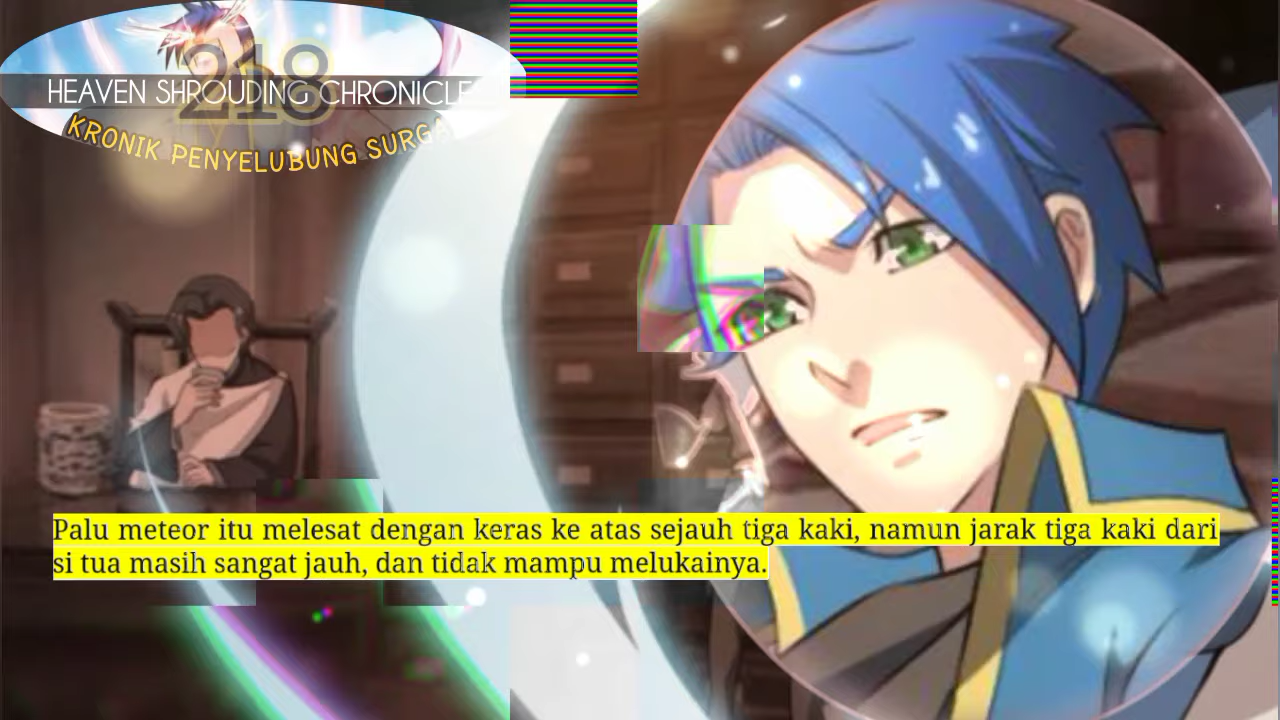 218
HEAVEN SHROUDING CHRONICLES
KRONIK PENYELUBUNG SURGA
Palu meteor itu melesat dengan keras ke atas sejauh tiga kaki, namun jarak tiga kaki dari
si tua masih sangat jauh, dan tidak mampu melukainya.